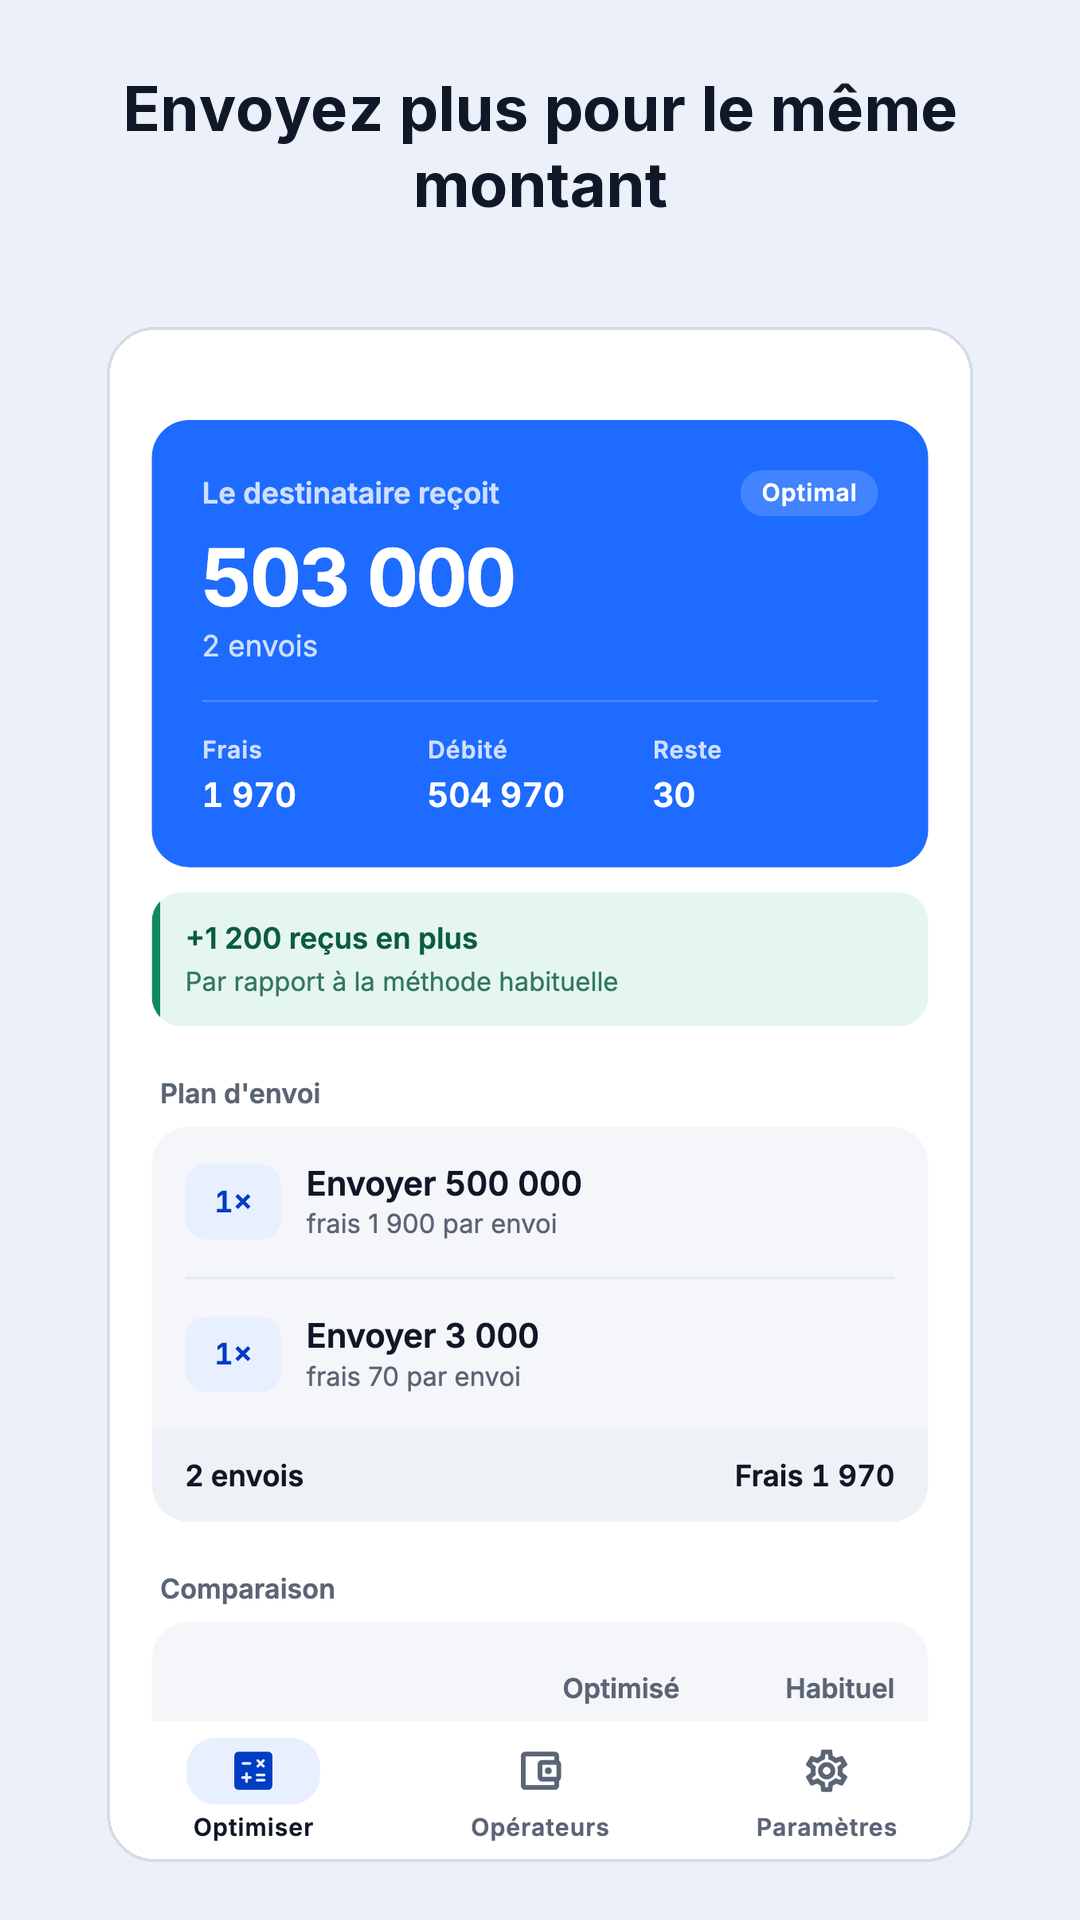 Envoyez plus pour le même
montant
Le destinataire reçoit
Optimal
503 000
2 envois
Frais
Débité
Reste
1 970
504 970
30
+1 200 reçus en plus
Par rapport à la méthode habituelle
Plan d'envoi
1×
Envoyer 500 000
frais 1 900 par envoi
1×
Envoyer 3 000
frais 70 par envoi
2 envois
Frais 1 970
Comparaison
Optimisé
Habituel
Optimiser
Opérateurs
Paramètres